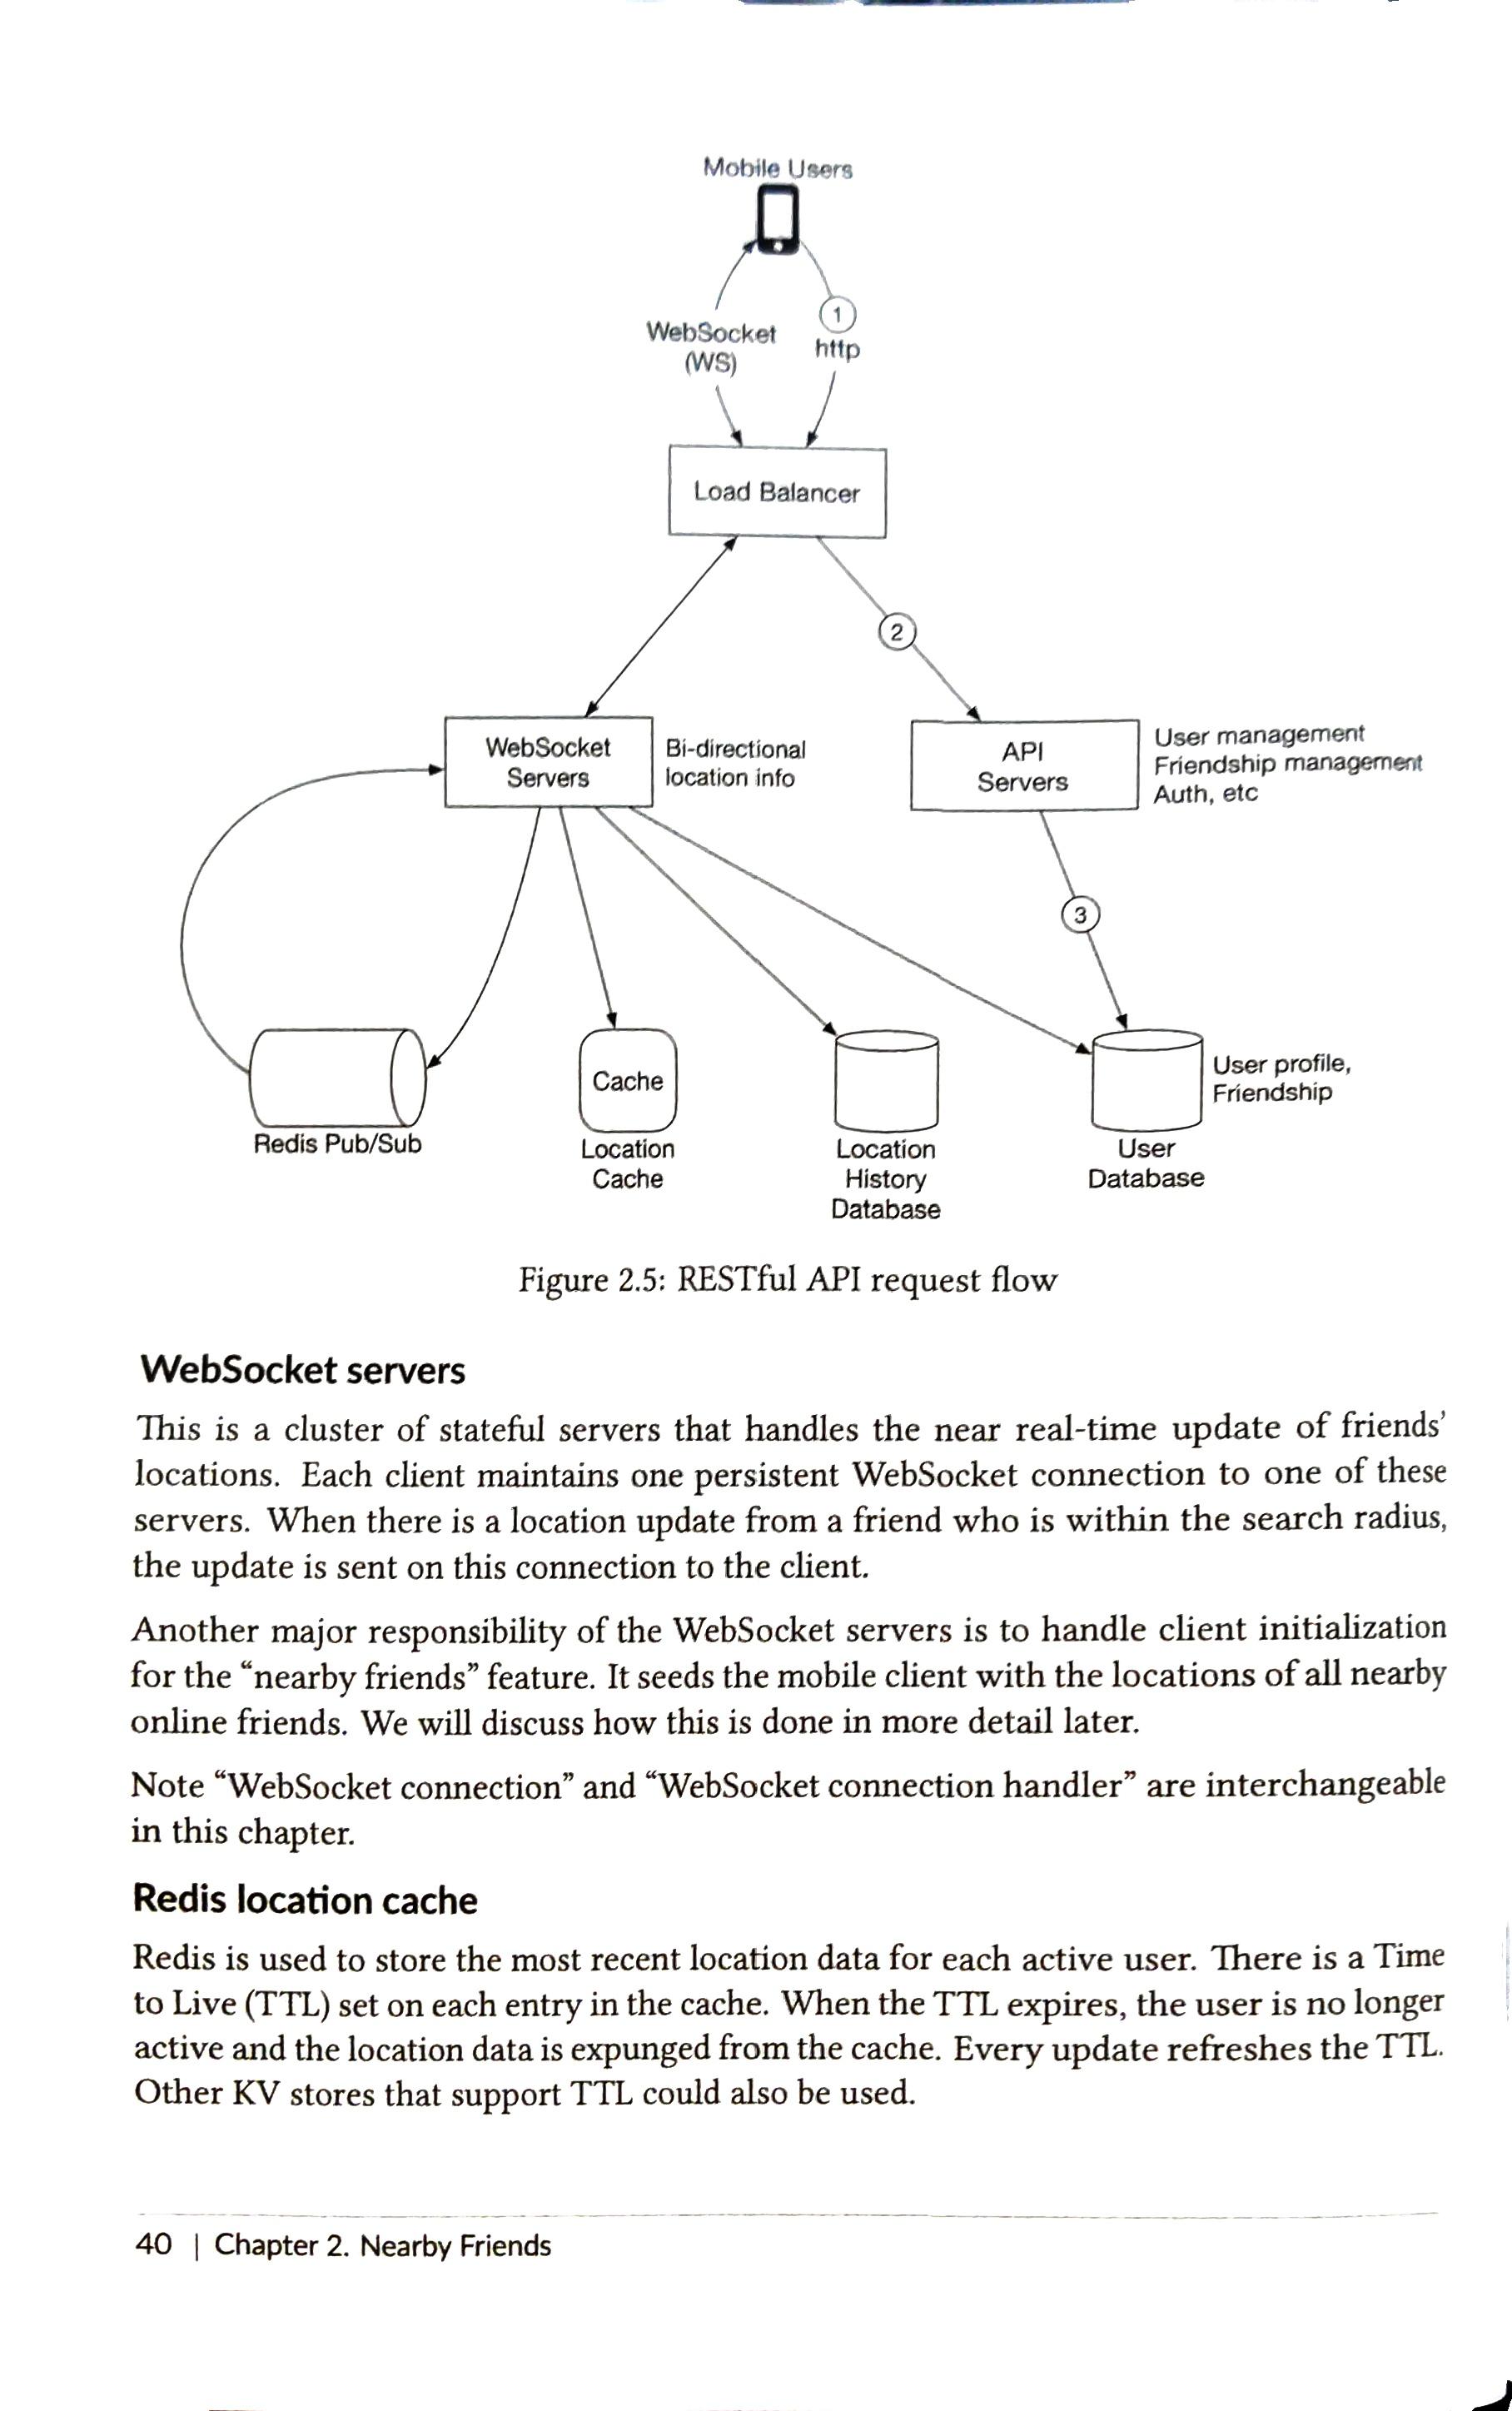 Mobile Users
WebSocket
(WS)
1
http
Load Balancer
2
WebSocket
Servers
Bi-directional
location info
API
Servers
User management
Friendship management
Auth, etc
3
Redis Pub/Sub
Cache
Location
Cache
Location
History
Database
User profile,
Friendship
User
Database
Figure 2.5: RESTful API request flow
WebSocket servers
This is a cluster of stateful servers that handles the near real-time update of friends’
locations. Each client maintains one persistent WebSocket connection to one of these
servers. When there is a location update from a friend who is within the search radius,
the update is sent on this connection to the client.
Another major responsibility of the WebSocket servers is to handle client initialization
for the “nearby friends” feature. It seeds the mobile client with the locations of all nearby
online friends. We will discuss how this is done in more detail later.
Note “WebSocket connection” and “WebSocket connection handler” are interchangeable
in this chapter.
Redis location cache
Redis is used to store the most recent location data for each active user. There is a Time
to Live (TTL) set on each entry in the cache. When the TTL expires, the user is no longer
active and the location data is expunged from the cache. Every update refreshes the TTL.
Other KV stores that support TTL could also be used.
40 | Chapter 2. Nearby Friends